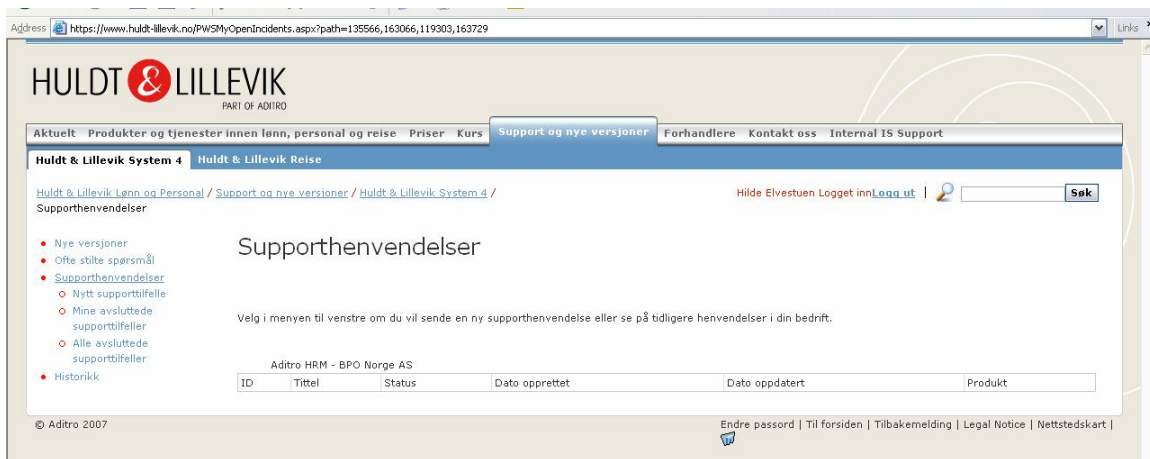 Address https://www.huldt-lillevik.no/PWSMyOpenIncidents.aspx?path=135566,163066,119303,163729 Links
HULDT & LILLEVIK
PART OF ADITRO
Aktuelt Produkter og tjenester innen lønn, personal og reise Priser Kurs Support og nye versjoner Forhandlere Kontakt oss Internal IS Support
Huldt & Lillevik System 4 Huldt & Lillevik Reise
Huldt & Lillevik Lønn og Personal / Support og nye versjoner / Huldt & Lillevik System 4 /
Supporthenvendelser
Hilde Elvestuen Logget innLogg ut | Søk
Nye versjoner
Ofte stilte spørsmål
Supporthenvendelser
Nytt supporttilfelle
Mine avsluttede
supporttilfeller
Alle avsluttede
supporttilfeller
Historikk
Supporthenvendelser
Velg i menyen til venstre om du vil sende en ny supporthenvendelse eller se på tidligere henvendelser i din bedrift.
Aditro HRM - BPO Norge AS
ID Tittel Status Dato opprettet Dato oppdatert Produkt
© Aditro 2007
Endre passord | Til forsiden | Tilbakemelding | Legal Notice | Nettstedskart |